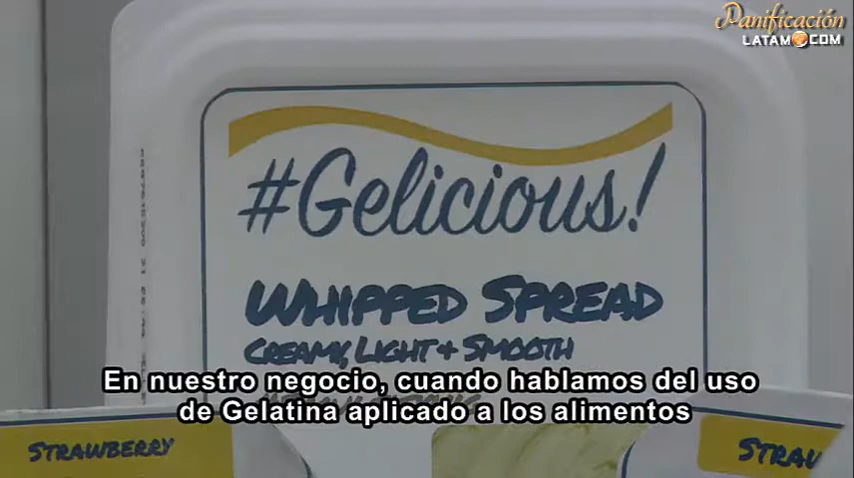 Panificación
LATAM COM
#Gelicious!
WHIPPED SPREAD
CREAMY, LIGHT + SMOOTH
En nuestro negocio, cuando hablamos del uso
de Gelatina aplicado a los alimentos
STRAWBERRY
STRAW